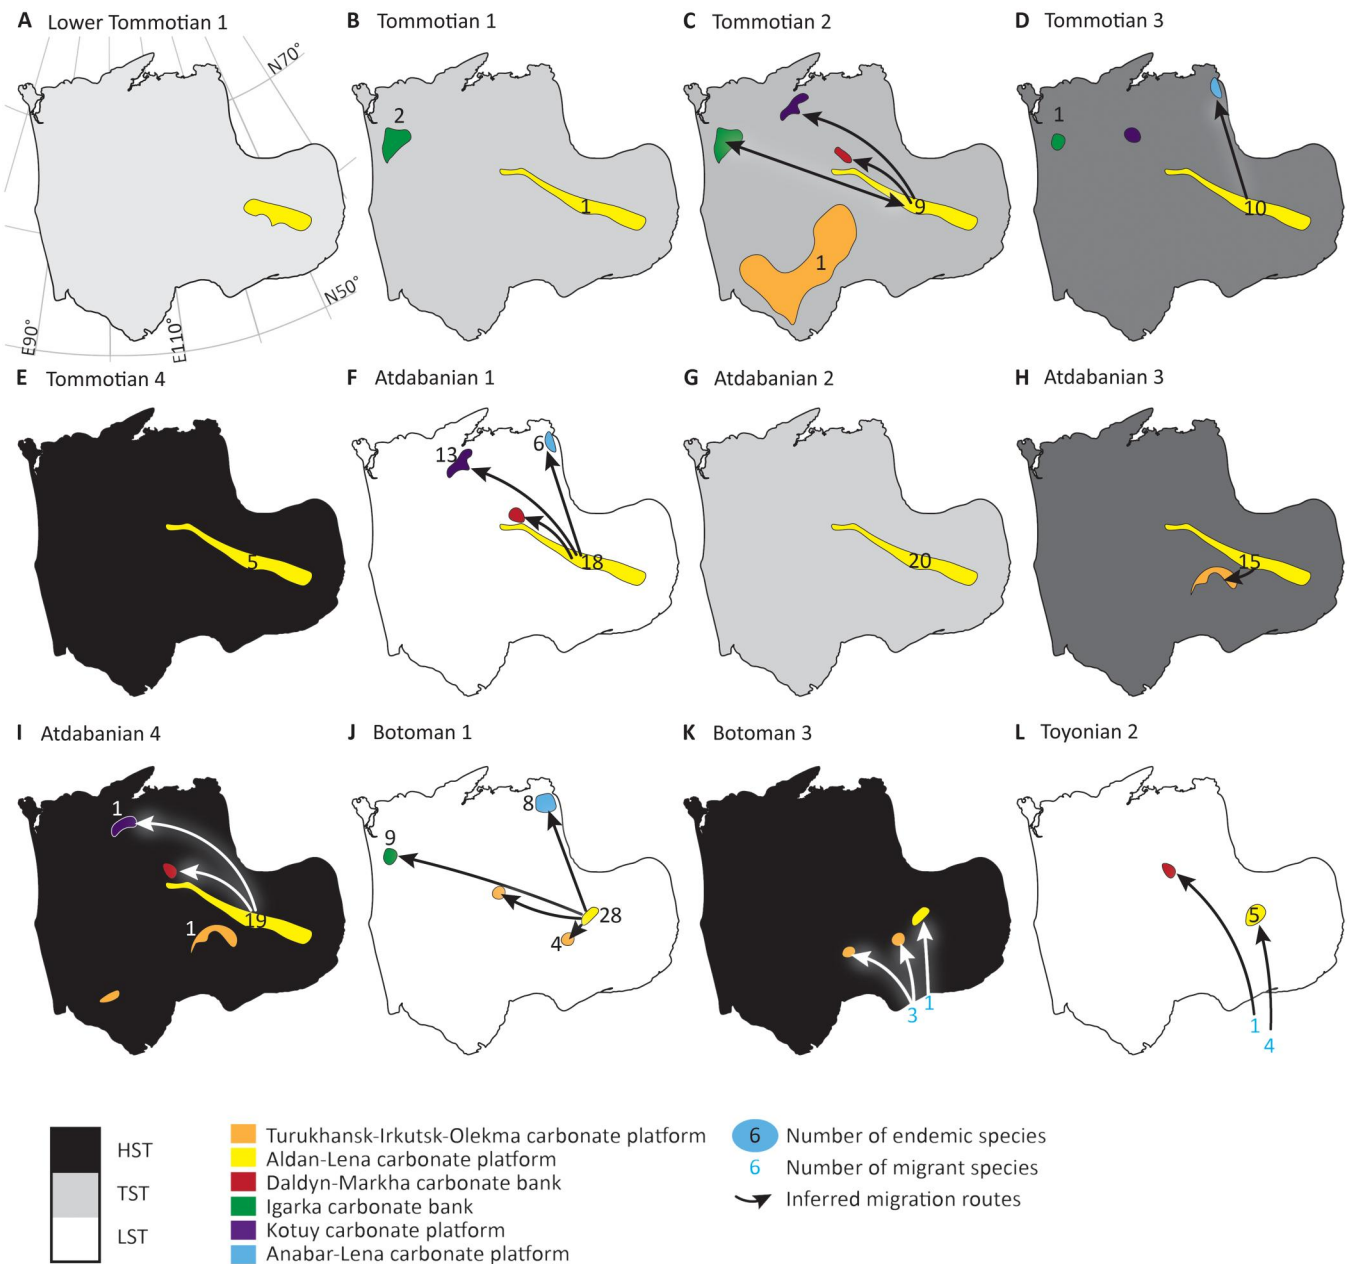 A Lower Tommotian 1
B Tommotian 1
C Tommotian 2
D Tommotian 3
N70°
N50°
E90°
E110°
2
1
9
1
1
10
E Tommotian 4
F Atdabanian 1
G Atdabanian 2
H Atdabanian 3
5
13
6
18
20
15
I Atdabanian 4
J Botoman 1
K Botoman 3
L Toyonian 2
1
19
1
8
9
28
4
3
1
5
1
4
HST
TST
LST
Turukhansk-Irkutsk-Olekma carbonate platform
Aldan-Lena carbonate platform
Daldyn-Markha carbonate bank
Igarka carbonate bank
Kotuy carbonate platform
Anabar-Lena carbonate platform
6 Number of endemic species
6 Number of migrant species
Inferred migration routes